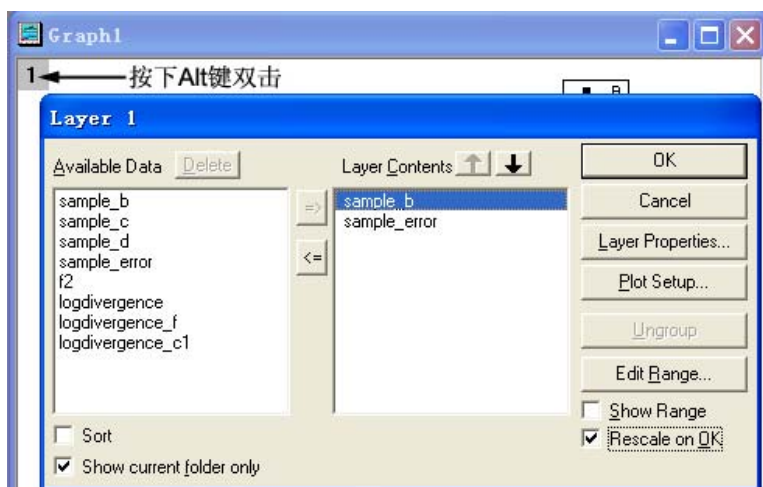 Graph1
1 按下Alt键双击
B
Layer 1
Available Data Delete
Layer Contents
OK
sample_b
sample_c
sample_d
sample_error
f2
logdivergence
logdivergence_f
logdivergence_c1
=>
<=
sample_b
sample_error
Cancel
Layer Properties...
Plot Setup...
Ungroup
Edit Range...
Show Range
Rescale on OK
Sort
Show current folder only